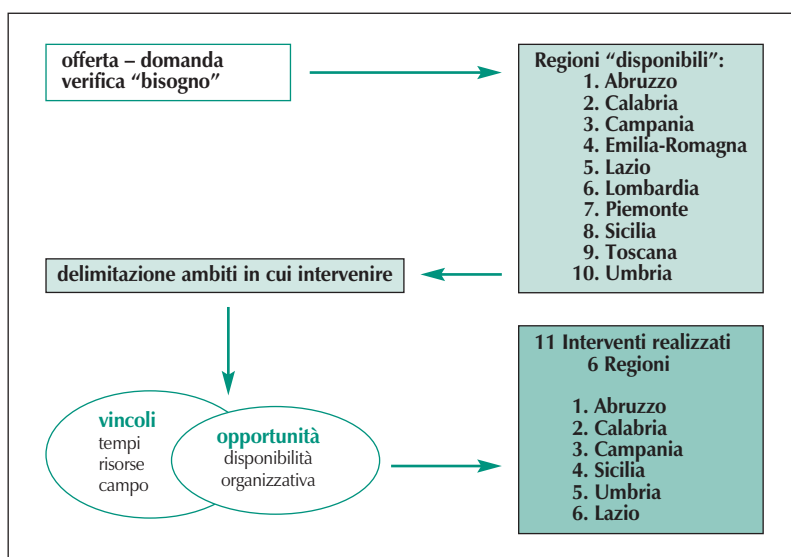 offerta – domanda
verifica “bisogno”
Regioni “disponibili”:
1. Abruzzo
2. Calabria
3. Campania
4. Emilia-Romagna
5. Lazio
6. Lombardia
7. Piemonte
8. Sicilia
9. Toscana
10. Umbria
delimitazione ambiti in cui intervenire
vincoli
tempi
risorse
campo
opportunità
disponibilità
organizzativa
11 Interventi realizzati
6 Regioni
1. Abruzzo
2. Calabria
3. Campania
4. Sicilia
5. Umbria
6. Lazio